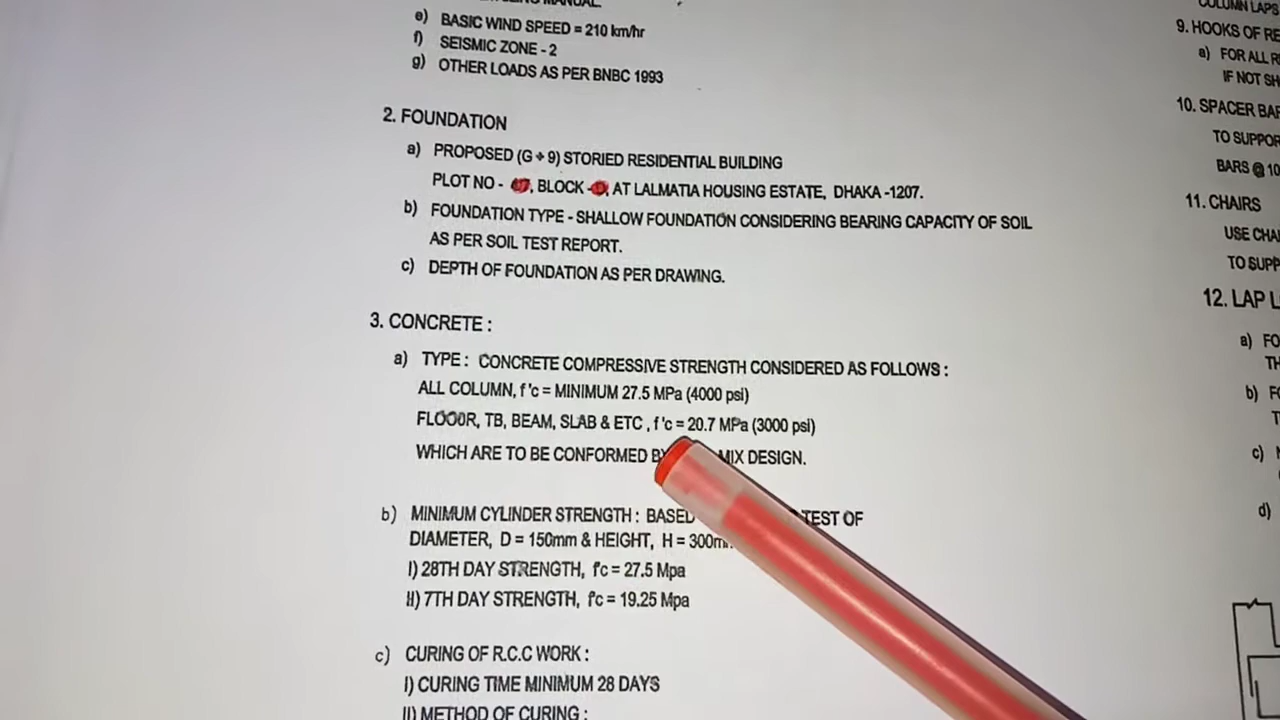 MANUAL.
e) BASIC WIND SPEED = 210 km/hr
f) SEISMIC ZONE - 2
g) OTHER LOADS AS PER BNBC 1993
2. FOUNDATION
a) PROPOSED (G + 9) STORIED RESIDENTIAL BUILDING
PLOT NO - , BLOCK - , AT LALMATIA HOUSING ESTATE, DHAKA -1207.
b) FOUNDATION TYPE - SHALLOW FOUNDATION CONSIDERING BEARING CAPACITY OF SOIL
AS PER SOIL TEST REPORT.
c) DEPTH OF FOUNDATION AS PER DRAWING.
3. CONCRETE :
a) TYPE : CONCRETE COMPRESSIVE STRENGTH CONSIDERED AS FOLLOWS :
ALL COLUMN, f'c = MINIMUM 27.5 MPa (4000 psi)
FLOOOR, TB, BEAM, SLAB & ETC , f'c = 20.7 MPa (3000 psi)
WHICH ARE TO BE CONFORMED MIX DESIGN.
b) MINIMUM CYLINDER STRENGTH : BASED TEST OF
DIAMETER, D = 150mm & HEIGHT, H = 300m
I) 28TH DAY STRENGTH, f'c = 27.5 Mpa
II) 7TH DAY STRENGTH, f'c = 19.25 Mpa
c) CURING OF R.C.C WORK :
I) CURING TIME MINIMUM 28 DAYS
II) METHOD OF CURING :
COLUMN LAPS
9. HOOKS OF RE
a) FOR ALL R
IF NOT SH
10. SPACER BAR
TO SUPPOR
BARS @ 10
11. CHAIRS
USE CHAI
TO SUPP
12. LAP L
a) FO
TH
b) F
c)
d)